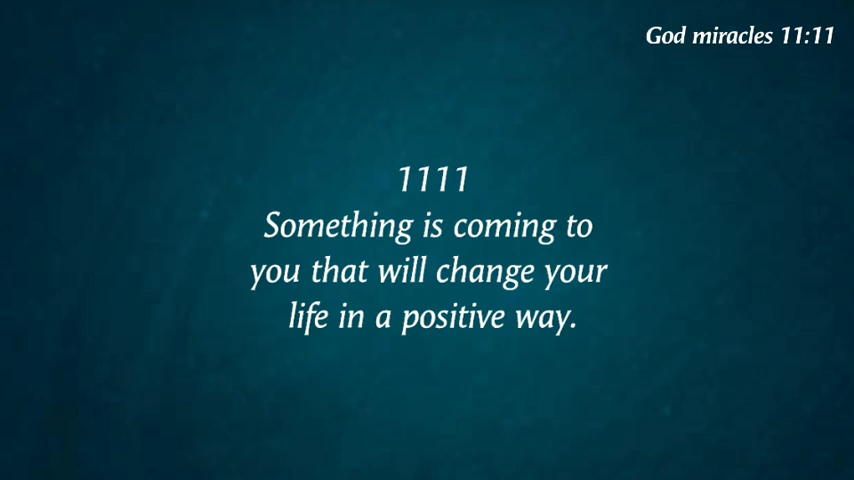 God miracles 11:11
1111
Something is coming to
you that will change your
life in a positive way.